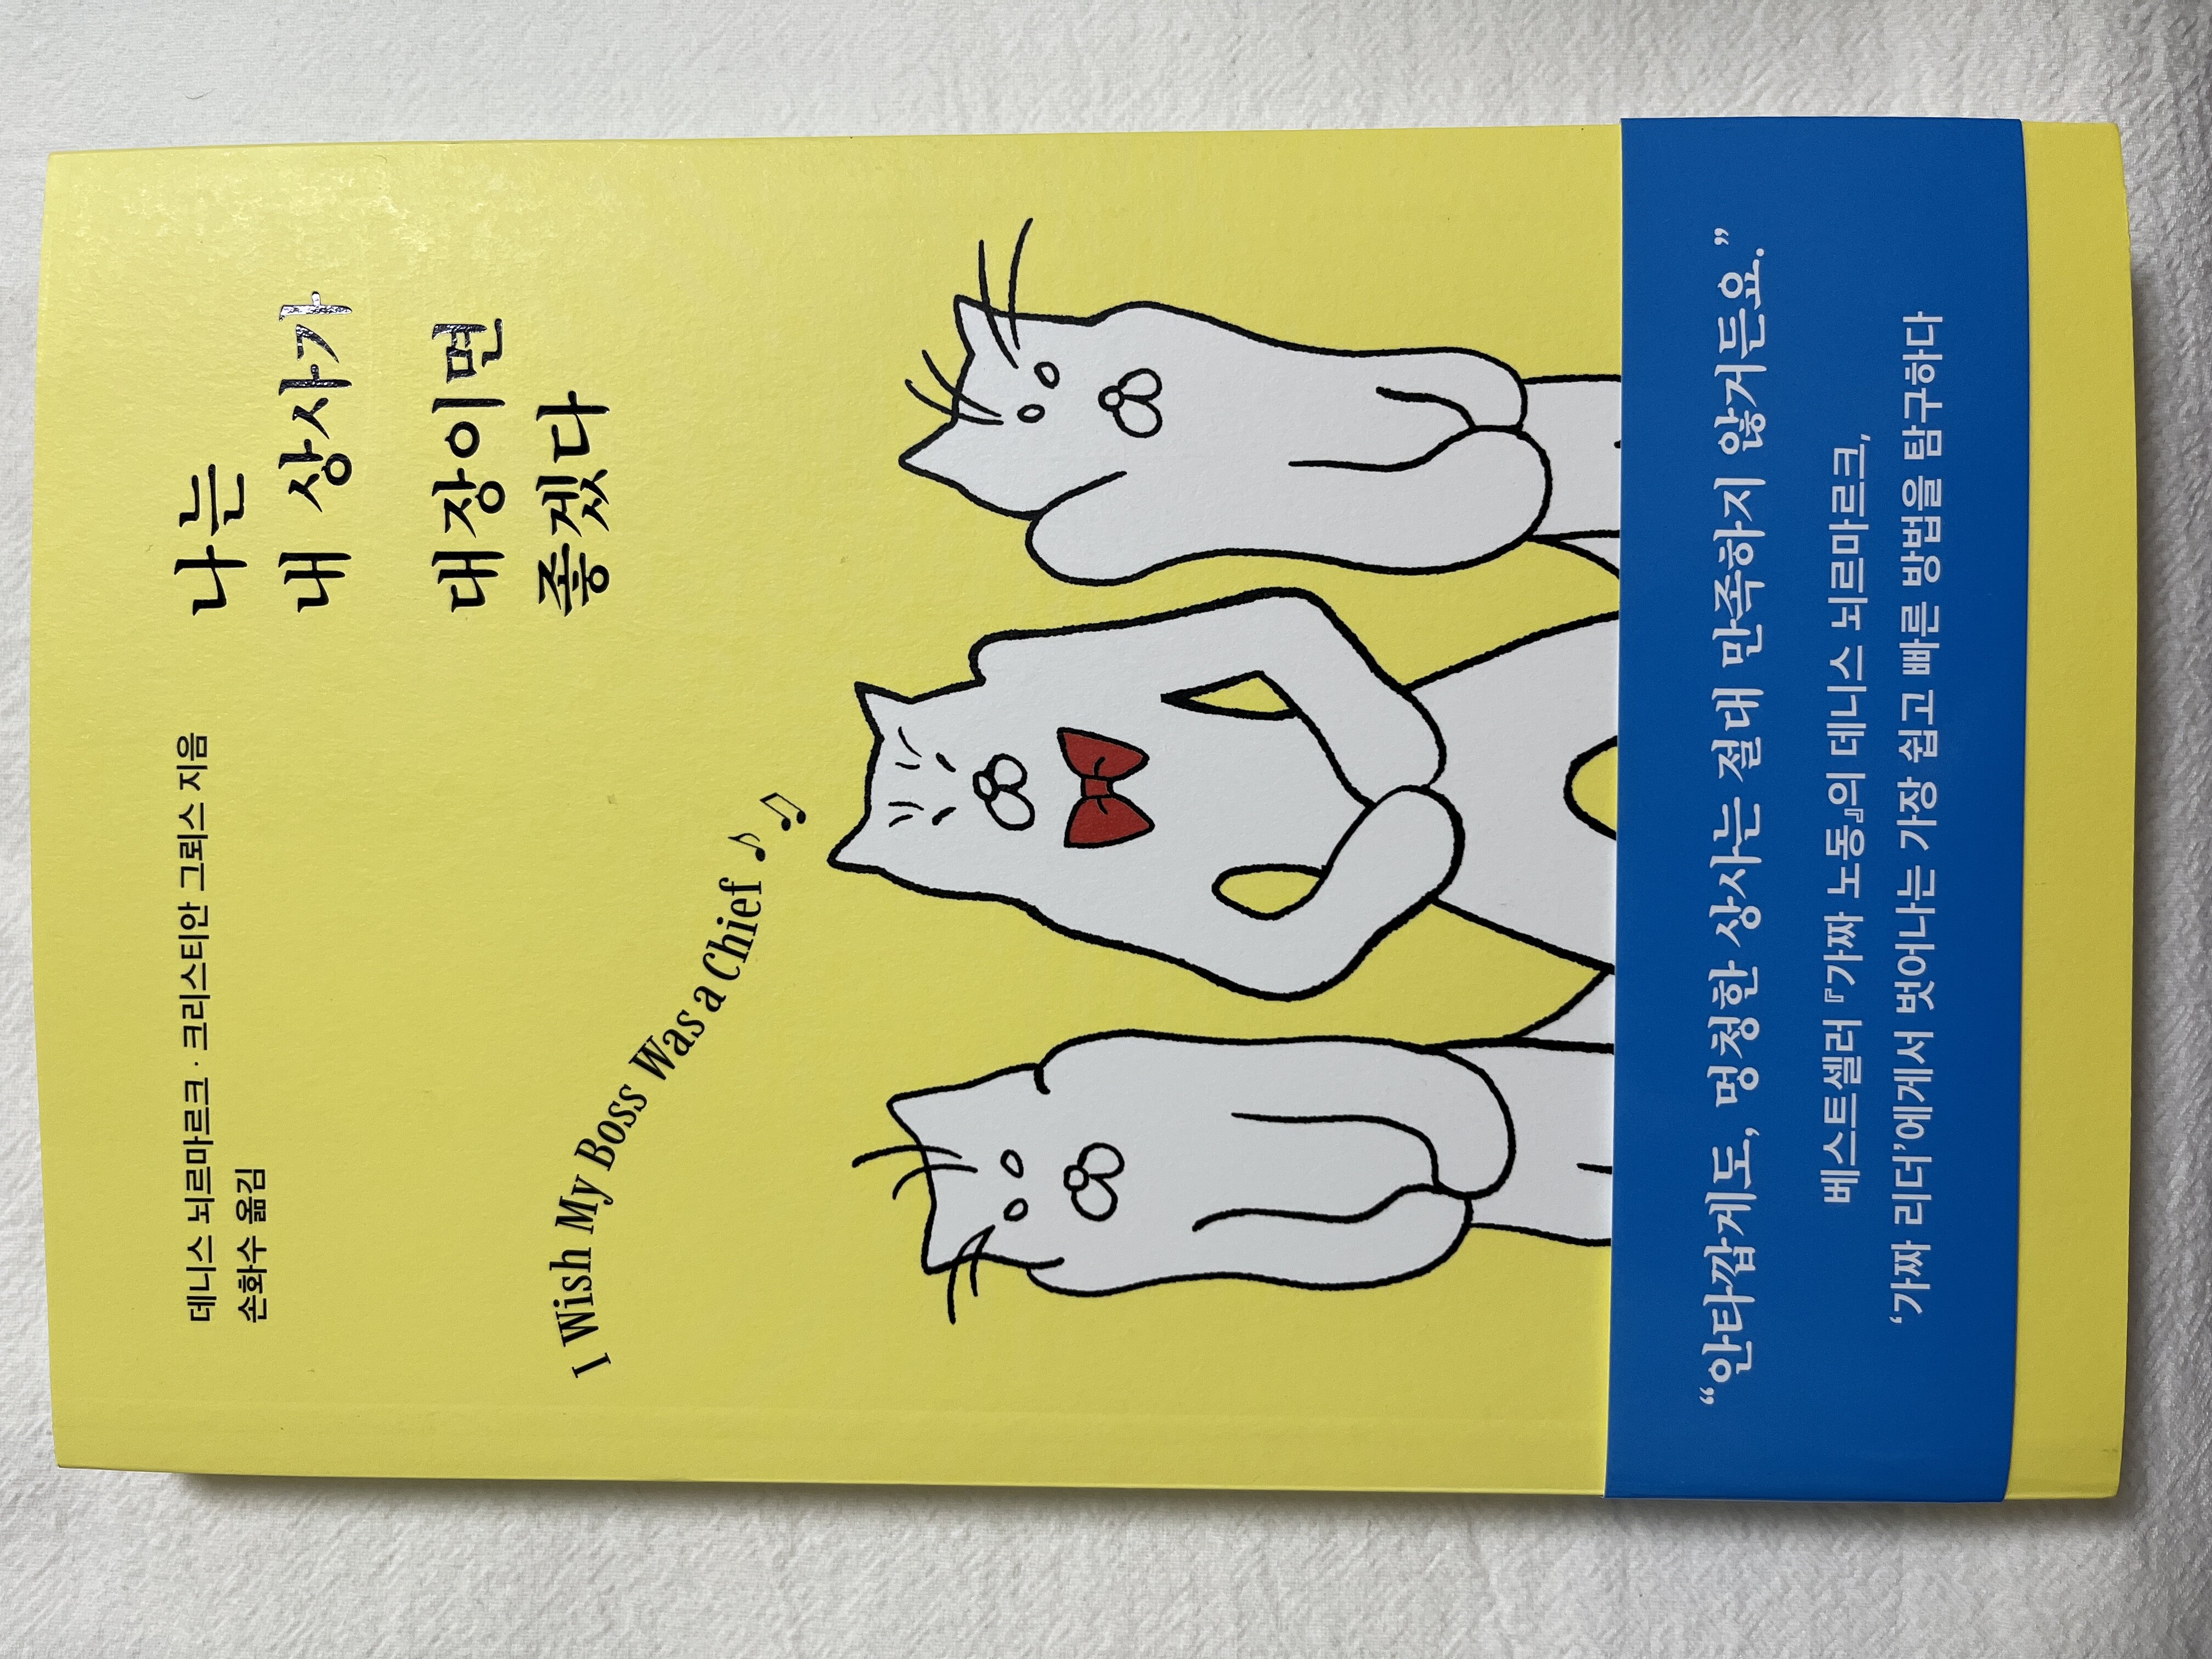 데니스 뇌르마르크 · 크리스티안 그뢰스 지음
손화수 옮김
나는
내 상사가
대장이면
좋겠다
I Wish My Boss Was a Chief ♪ ♫
“안타깝게도, 멍청한 상사는 절대 만족하지 않거든요.”
베스트셀러 『가짜 노동』의 데니스 뇌르마르크,
‘가짜 리더’에게서 벗어나는 가장 쉽고 빠른 방법을 탐구하다